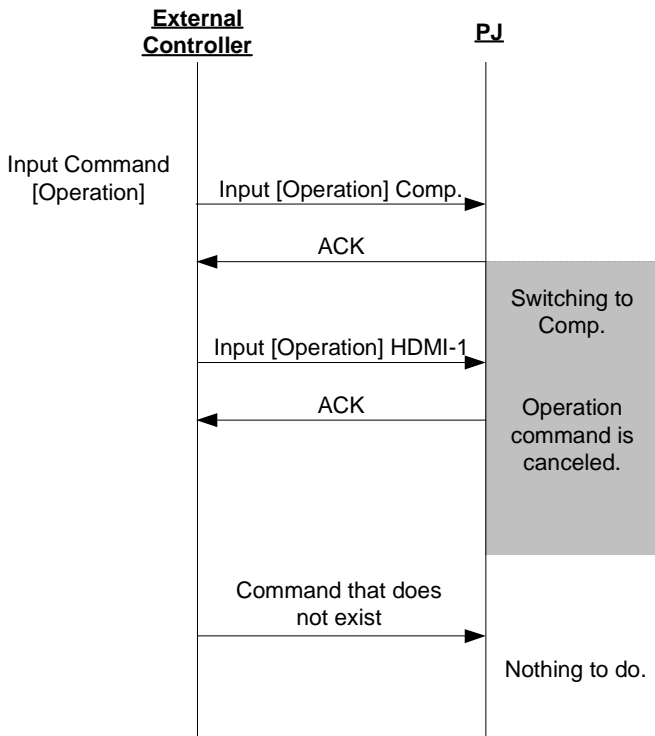 External
Controller
PJ
Input Command
[Operation]
Input [Operation] Comp.
ACK
Switching to
Comp.
Input [Operation] HDMI-1
ACK
Operation
command is
canceled.
Command that does
not exist
Nothing to do.